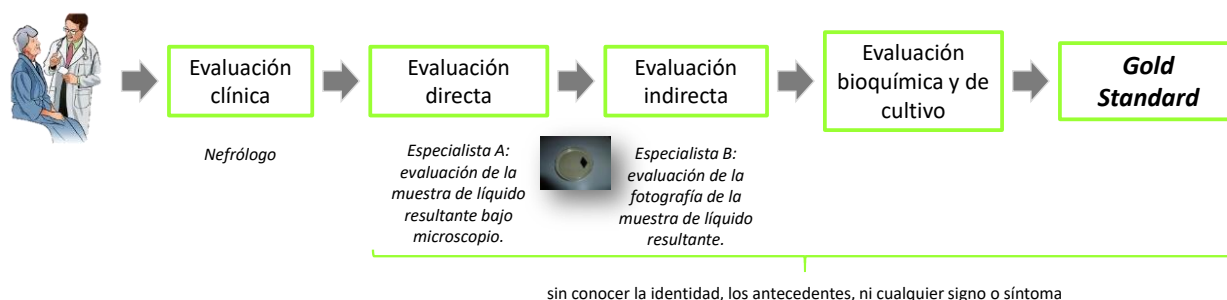 Evaluación
clínica
Evaluación
directa
Evaluación
indirecta
Evaluación
bioquímica y de
cultivo
Gold
Standard
Nefrólogo
Especialista A:
evaluación de la
muestra de líquido
resultante bajo
microscopio.
Especialista B:
evaluación de la
fotografía de la
muestra de líquido
resultante.
sin conocer la identidad, los antecedentes, ni cualquier signo o síntoma